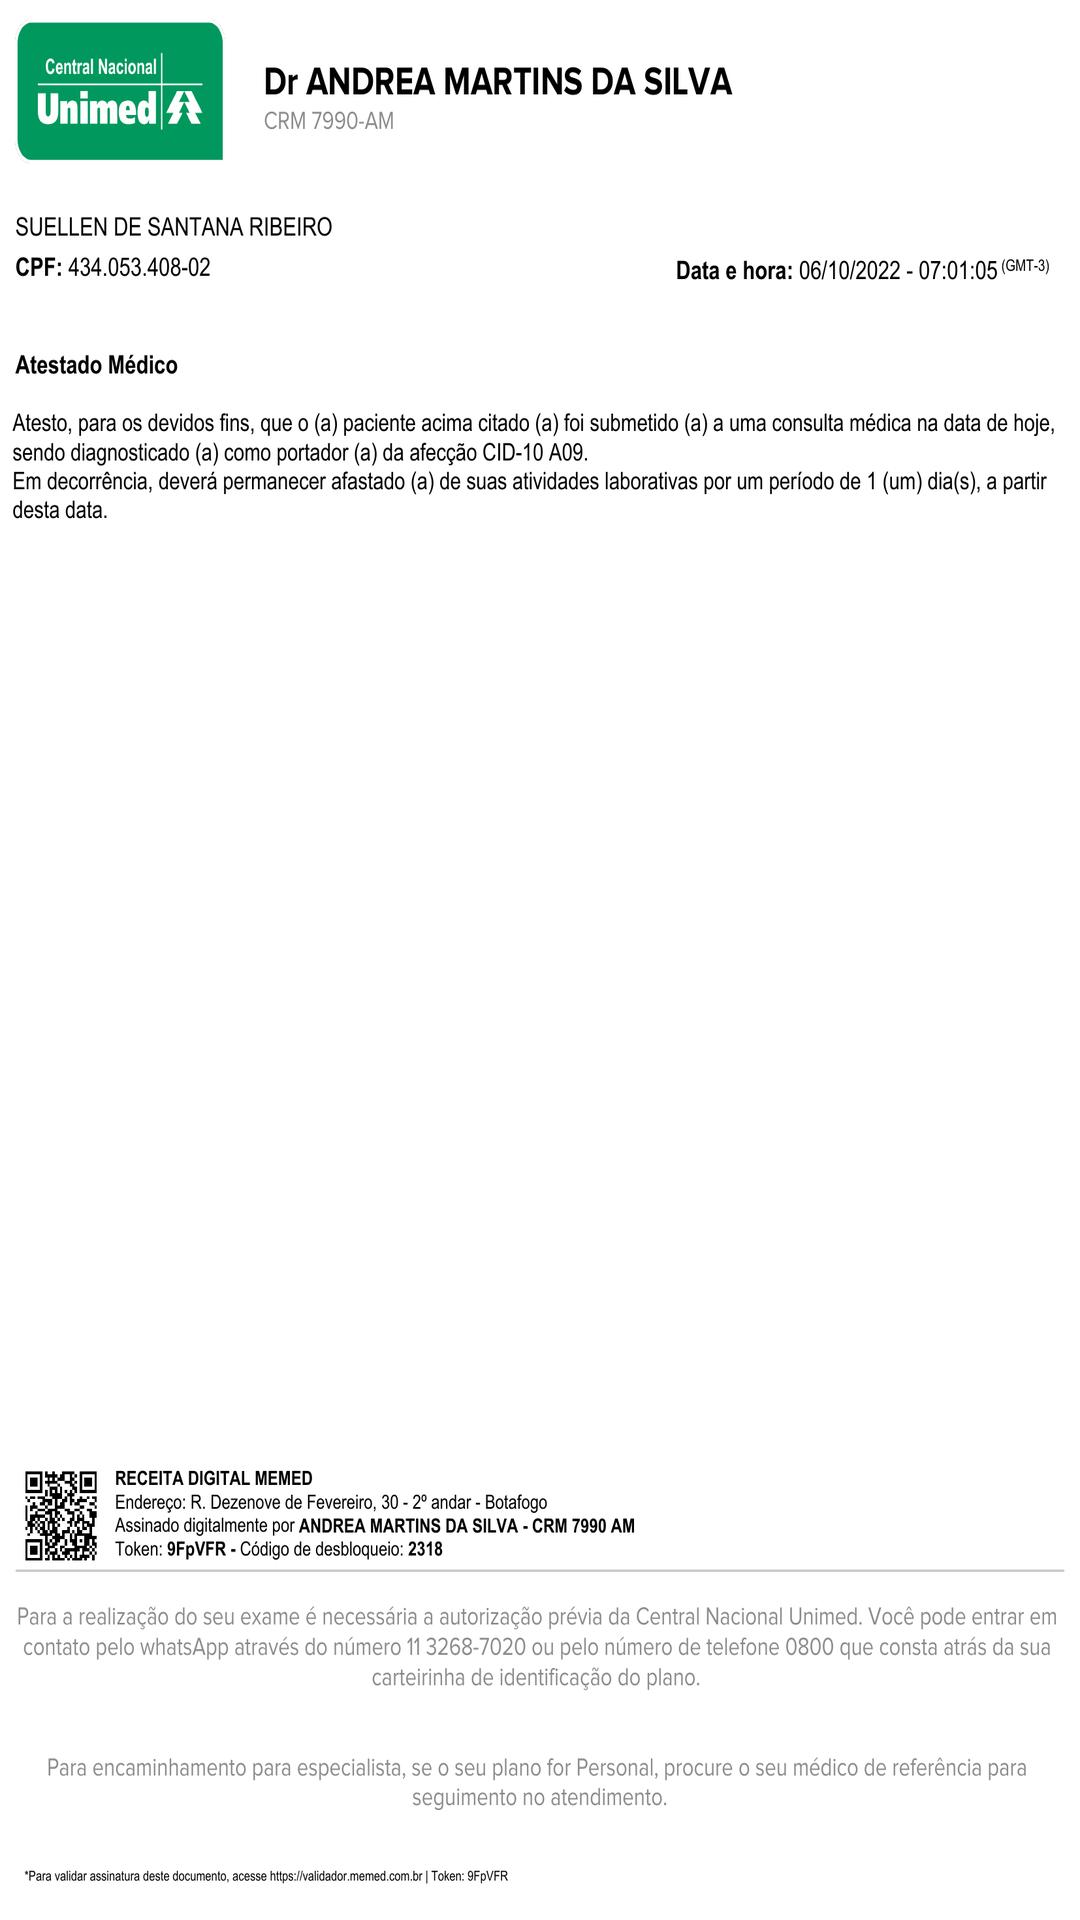 Central Nacional
Unimed
Dr ANDREA MARTINS DA SILVA
CRM 7990-AM
SUELLEN DE SANTANA RIBEIRO
CPF: 434.053.408-02
Data e hora: 06/10/2022 - 07:01:05 (GMT-3)
Atestado Médico
Atesto, para os devidos fins, que o (a) paciente acima citado (a) foi submetido (a) a uma consulta médica na data de hoje,
sendo diagnosticado (a) como portador (a) da afecção CID-10 A09.
Em decorrência, deverá permanecer afastado (a) de suas atividades laborativas por um período de 1 (um) dia(s), a partir
desta data.
RECEITA DIGITAL MEMED
Endereço: R. Dezenove de Fevereiro, 30 - 2º andar - Botafogo
Assinado digitalmente por ANDREA MARTINS DA SILVA - CRM 7990 AM
Token: 9FpVFR - Código de desbloqueio: 2318
Para a realização do seu exame é necessária a autorização prévia da Central Nacional Unimed. Você pode entrar em
contato pelo whatsApp através do número 11 3268-7020 ou pelo número de telefone 0800 que consta atrás da sua
carteirinha de identificação do plano.
Para encaminhamento para especialista, se o seu plano for Personal, procure o seu médico de referência para
seguimento no atendimento.
*Para validar assinatura deste documento, acesse https://validador.memed.com.br | Token: 9FpVFR